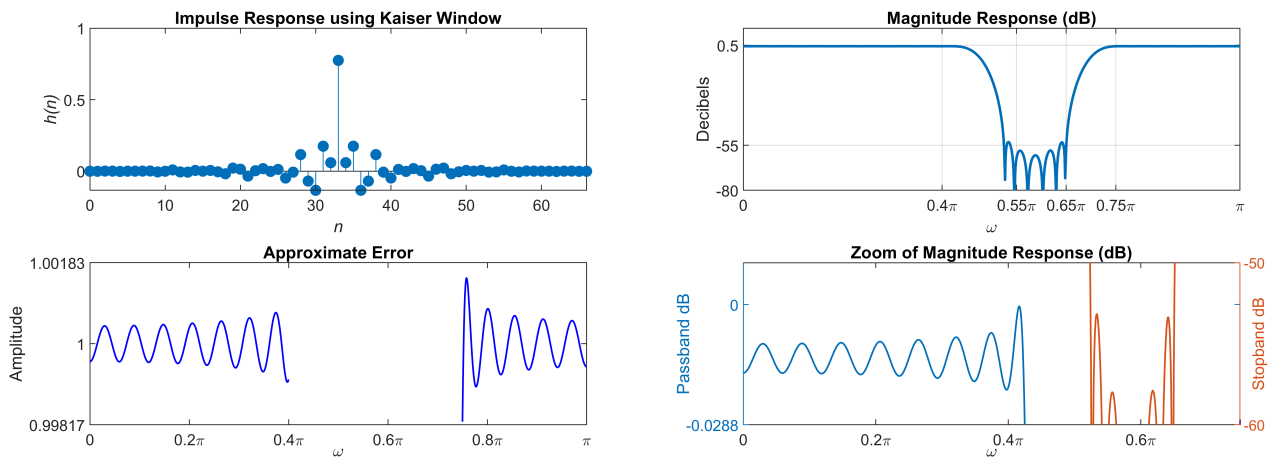 Impulse Response using Kaiser Window
1
0.5
0
h(n)
0 10 20 30 40 50 60
n
Magnitude Response (dB)
0.5
-55
-80
Decibels
0 0.4π 0.55π 0.65π 0.75π π
ω
Approximate Error
1.00183
1
0.99817
Amplitude
0 0.2π 0.4π 0.6π 0.8π π
ω
Zoom of Magnitude Response (dB)
0
-0.0288
Passband dB
-50
-60
Stopband dB
0 0.2π 0.4π 0.6π
ω